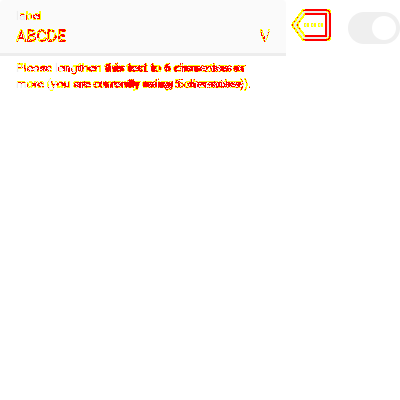 Label
ABCDE V
Please lengthen this text to 6 characters or
more (you are currently using 5 characters).